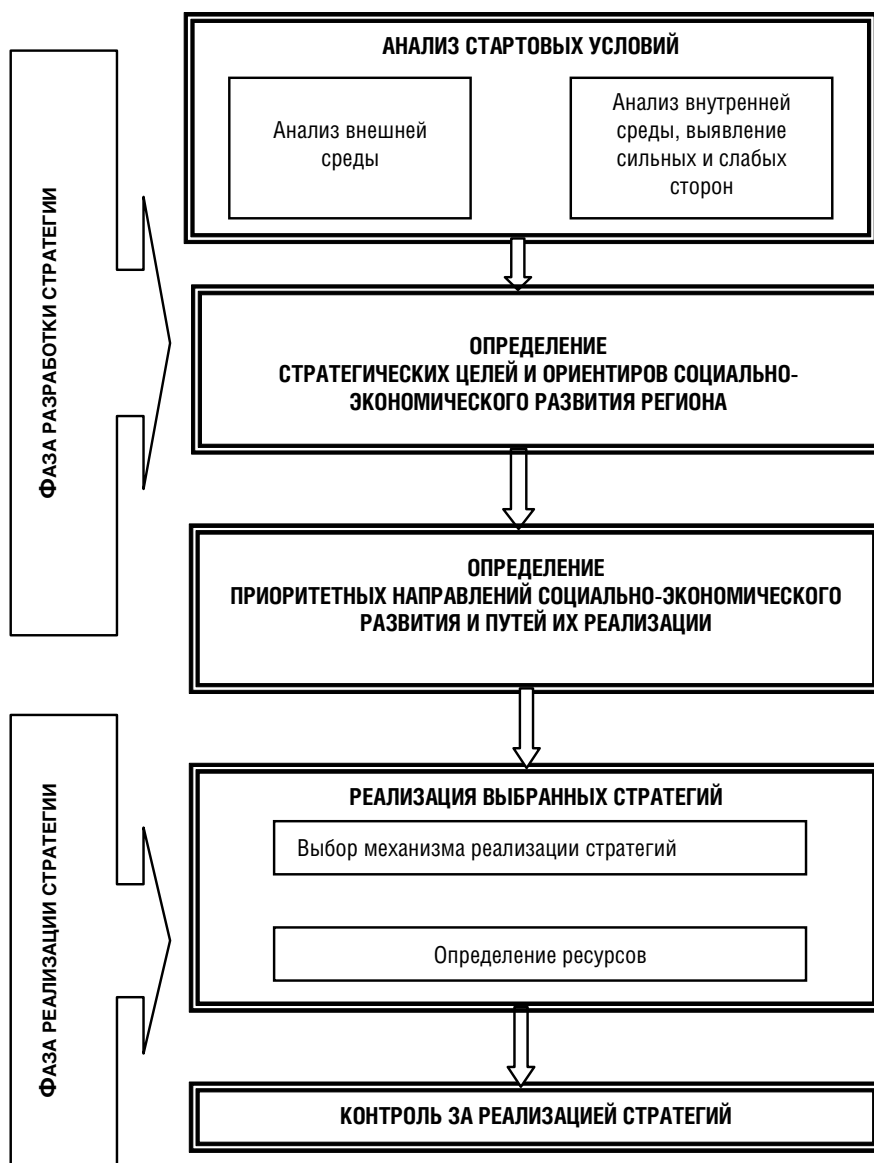 ФАЗА РАЗРАБОТКИ СТРАТЕГИИ
АНАЛИЗ СТАРТОВЫХ УСЛОВИЙ
Анализ внешней
среды
Анализ внутренней
среды, выявление
сильных и слабых
сторон
ОПРЕДЕЛЕНИЕ
СТРАТЕГИЧЕСКИХ ЦЕЛЕЙ И ОРИЕНТИРОВ СОЦИАЛЬНО-
ЭКОНОМИЧЕСКОГО РАЗВИТИЯ РЕГИОНА
ОПРЕДЕЛЕНИЕ
ПРИОРИТЕТНЫХ НАПРАВЛЕНИЙ СОЦИАЛЬНО-ЭКОНОМИЧЕСКОГО
РАЗВИТИЯ И ПУТЕЙ ИХ РЕАЛИЗАЦИИ
ФАЗА РЕАЛИЗАЦИИ СТРАТЕГИИ
РЕАЛИЗАЦИЯ ВЫБРАННЫХ СТРАТЕГИЙ
Выбор механизма реализации стратегий
Определение ресурсов
КОНТРОЛЬ ЗА РЕАЛИЗАЦИЕЙ СТРАТЕГИЙ